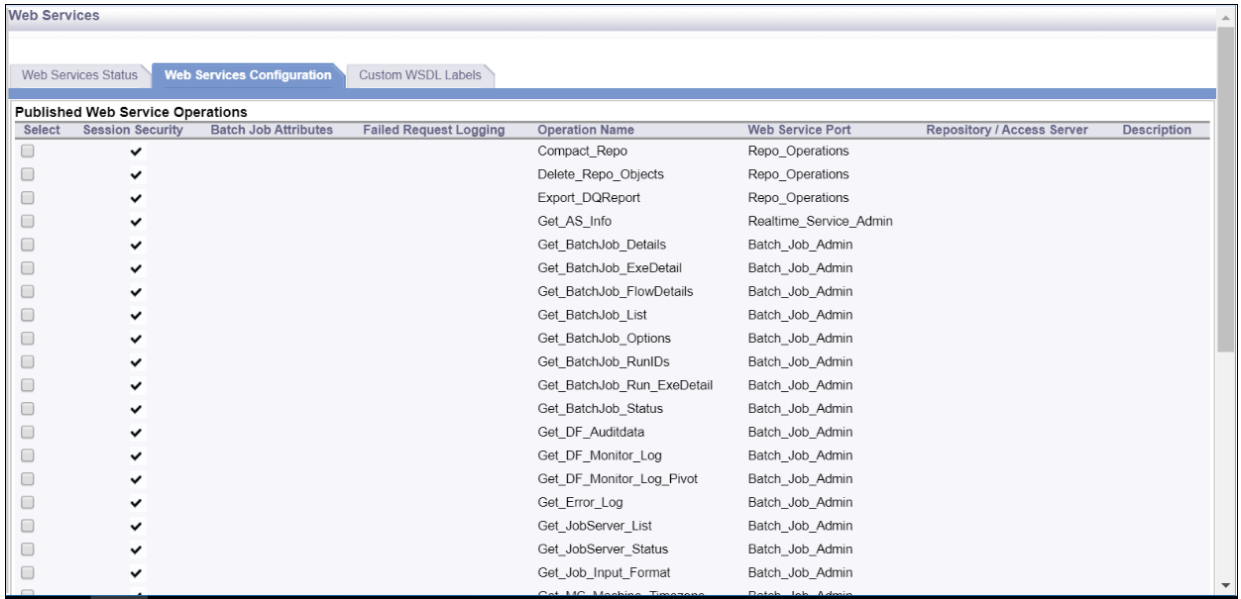 Web Services
Web Services Status Web Services Configuration Custom WSDL Labels
Published Web Service Operations
Select Session Security Batch Job Attributes Failed Request Logging Operation Name Web Service Port Repository / Access Server Description
Compact_Repo Repo_Operations
Delete_Repo_Objects Repo_Operations
Export_DQReport Repo_Operations
Get_AS_Info Realtime_Service_Admin
Get_BatchJob_Details Batch_Job_Admin
Get_BatchJob_ExeDetail Batch_Job_Admin
Get_BatchJob_FlowDetails Batch_Job_Admin
Get_BatchJob_List Batch_Job_Admin
Get_BatchJob_Options Batch_Job_Admin
Get_BatchJob_RunIDs Batch_Job_Admin
Get_BatchJob_Run_ExeDetail Batch_Job_Admin
Get_BatchJob_Status Batch_Job_Admin
Get_DF_Auditdata Batch_Job_Admin
Get_DF_Monitor_Log Batch_Job_Admin
Get_DF_Monitor_Log_Pivot Batch_Job_Admin
Get_Error_Log Batch_Job_Admin
Get_JobServer_List Batch_Job_Admin
Get_JobServer_Status Batch_Job_Admin
Get_Job_Input_Format Batch_Job_Admin
Get_MC_Machine_Timezone Batch_Job_Admin